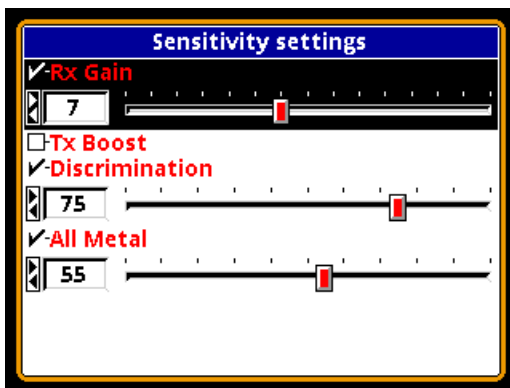 Sensitivity settings
Rx Gain
7
Tx Boost
Discrimination
75
All Metal
55